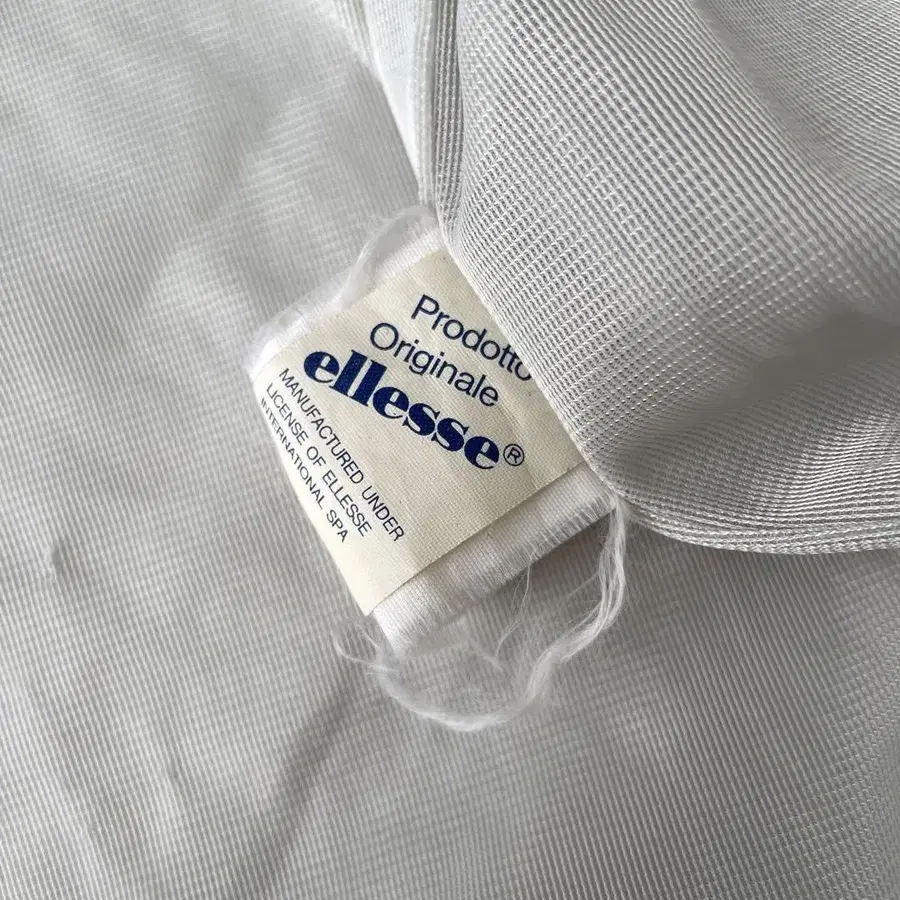 Prodotto
Originale
ellesse®
MANUFACTURED UNDER
LICENSE OF ELLESSE
INTERNATIONAL SPA